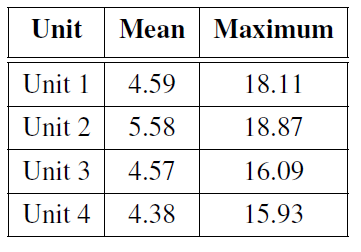 Unit Mean Maximum
Unit 1 4.59 18.11
Unit 2 5.58 18.87
Unit 3 4.57 16.09
Unit 4 4.38 15.93